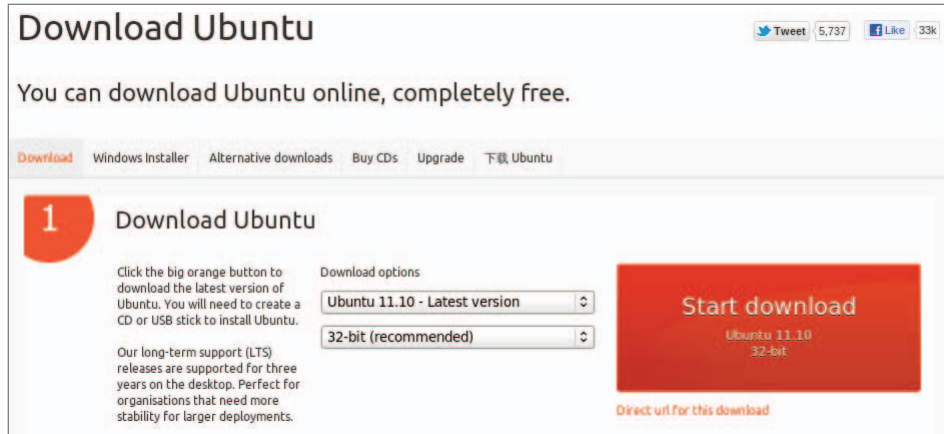 Download Ubuntu
Tweet 5,737 Like 33k
You can download Ubuntu online, completely free.
Download Windows Installer Alternative downloads Buy CDs Upgrade 下载 Ubuntu
1
Download Ubuntu
Click the big orange button to
download the latest version of
Ubuntu. You will need to create a
CD or USB stick to install Ubuntu.
Our long-term support (LTS)
releases are supported for three
years on the desktop. Perfect for
organisations that need more
stability for larger deployments.
Download options
Ubuntu 11.10 - Latest version
32-bit (recommended)
Start download
Ubuntu 11.10
32-bit
Direct url for this download